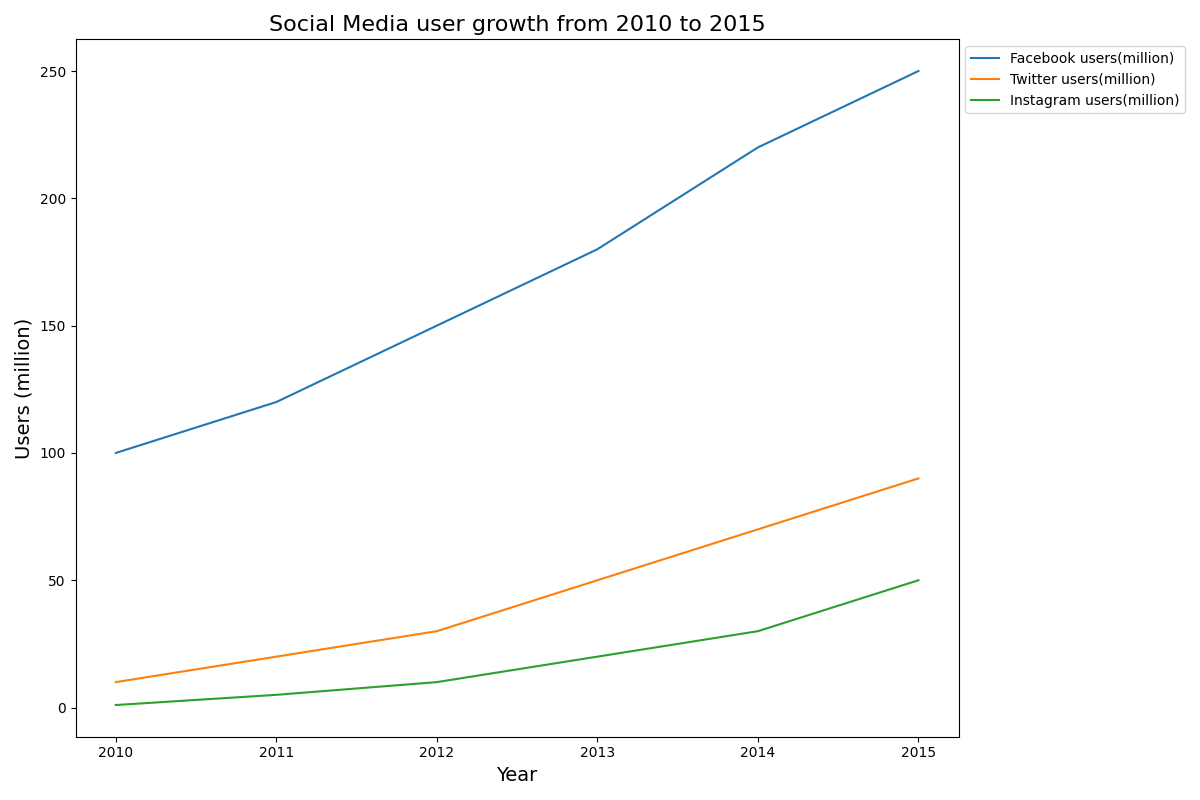 Social Media user growth from 2010 to 2015
Facebook users(million)
Twitter users(million)
Instagram users(million)
Users (million)
250
200
150
100
50
0
2010 2011 2012 2013 2014 2015
Year